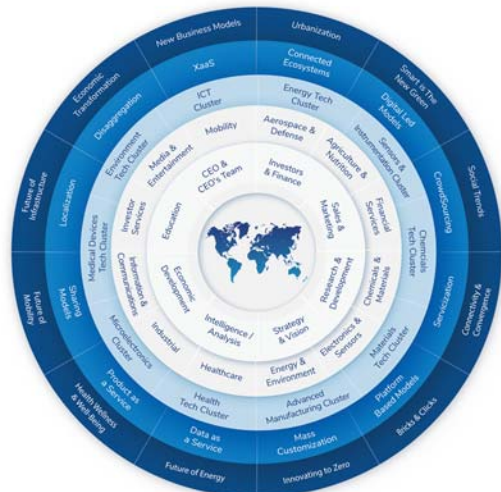 New Business Models
Urbanization
Smart is The
New Green
Social Trends
Connectivity &
Convergence
Bricks & Clicks
Innovating to Zero
Future of Energy
Health Wellness
& Well-Being
Future of
Mobility
Future of
Infrastructure
Economic
Transformation
XaaS
Connected
Ecosystems
Digital Led
Models
CrowdSourcing
Servicization
Platform
Based Models
Mass
Customization
Data as
a Service
Product as
a Service
Sharing
Models
Localization
Disaggregation
ICT
Cluster
Energy Tech
Cluster
Sensors &
Instrumentation Cluster
Chemcials
Tech Cluster
Materials
Tech Cluster
Advanced
Manufacturing Cluster
Health
Tech Cluster
Microelectronics
Cluster
Medical Devices
Tech Cluster
Environment
Tech Cluster
Mobility
Aerospace &
Defense
Agriculture &
Nutrition
Financial
Services
Chemicals &
Materials
Electronics &
Sensors
Energy &
Environment
Healthcare
Industrial
Information &
Communications
Investor
Services
Media &
Entertainment
CEO &
CEO's Team
Investors
& Finance
Sales &
Marketing
Research &
Development
Strategy
& Vision
Intelligence /
Analysis
Economic
Development
Education